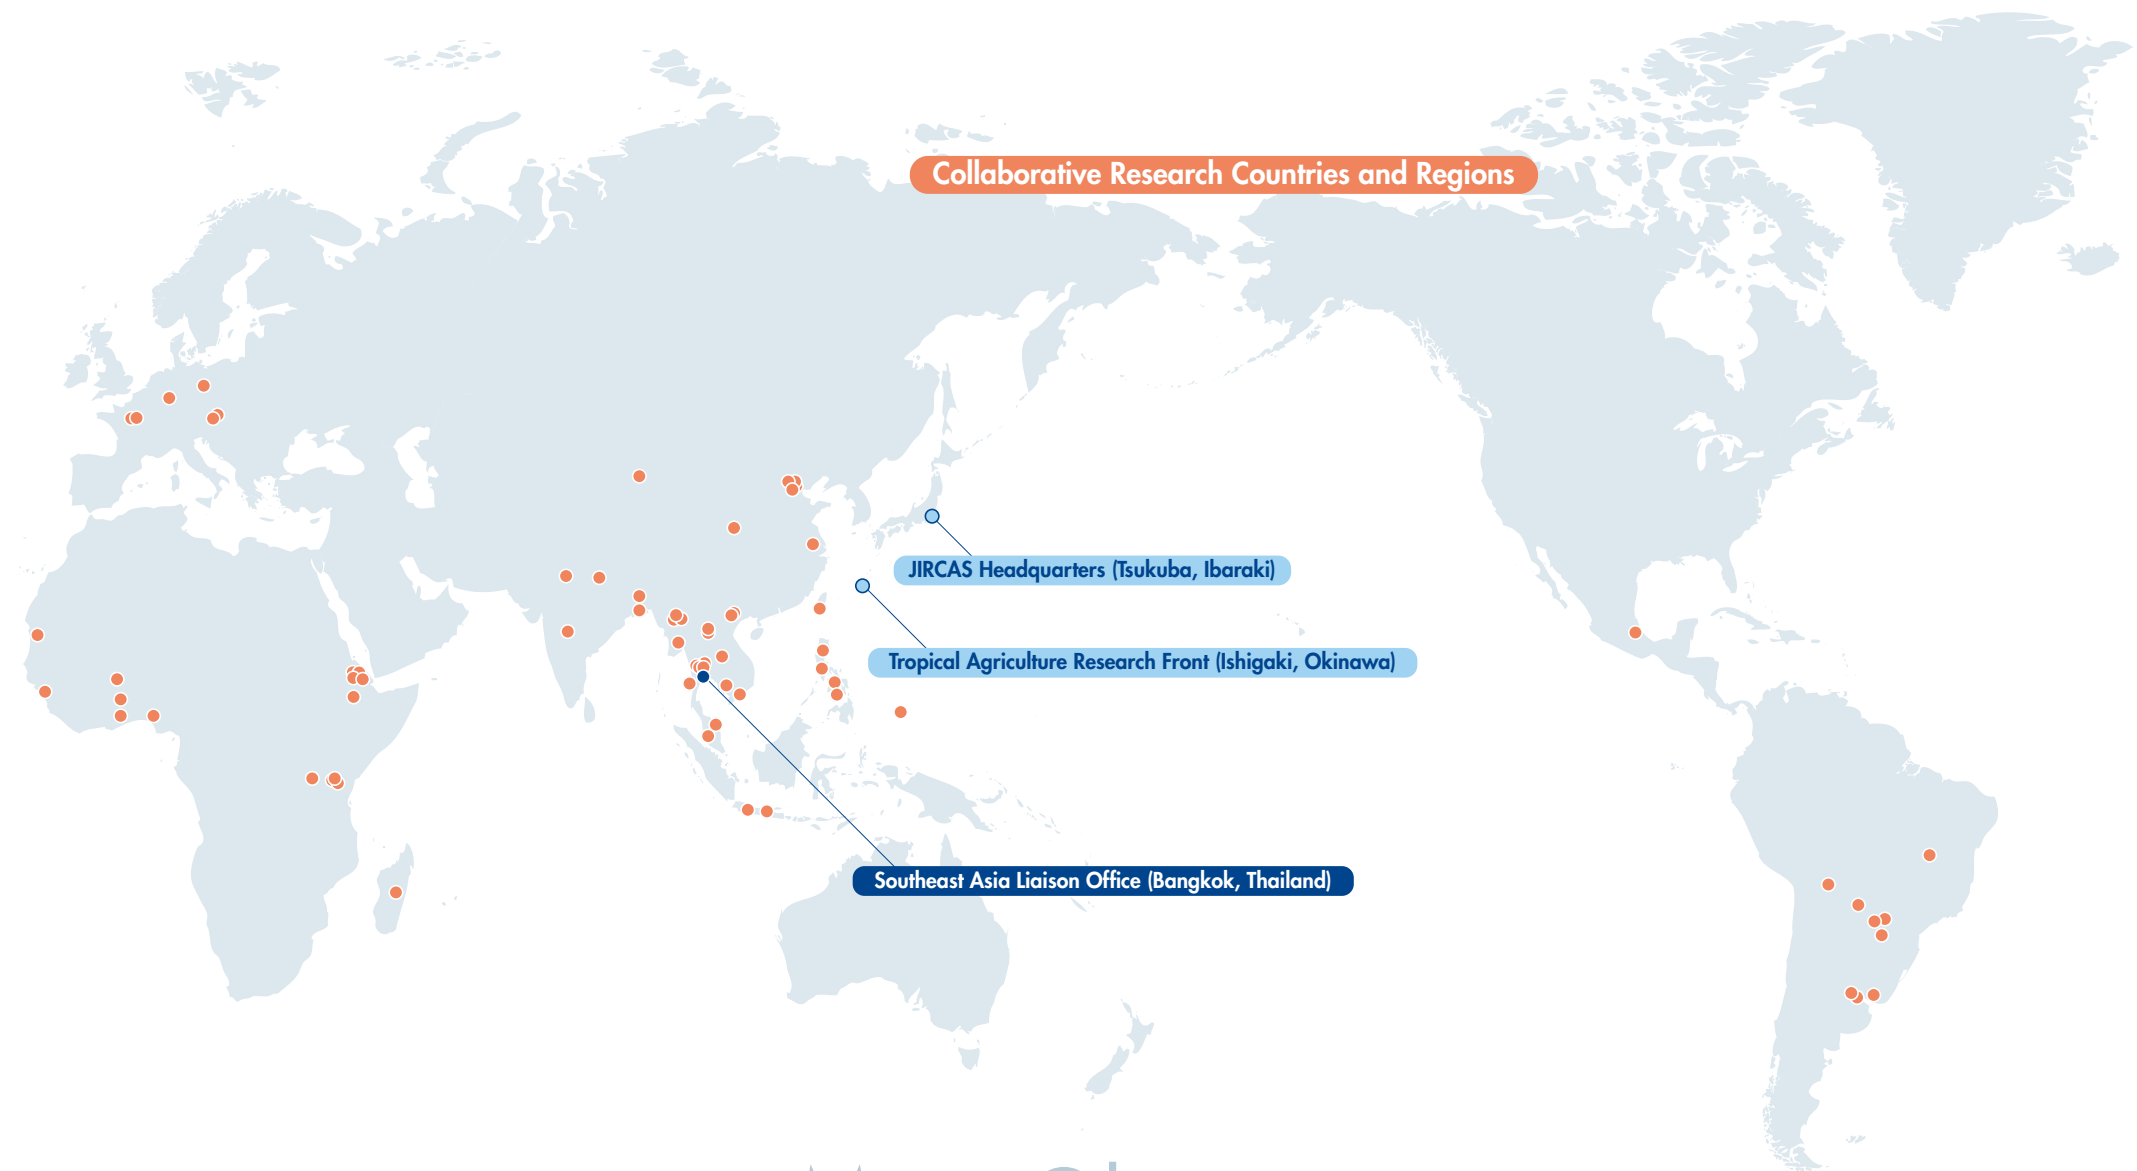 Collaborative Research Countries and Regions
JIRCAS Headquarters (Tsukuba, Ibaraki)
Tropical Agriculture Research Front (Ishigaki, Okinawa)
Southeast Asia Liaison Office (Bangkok, Thailand)